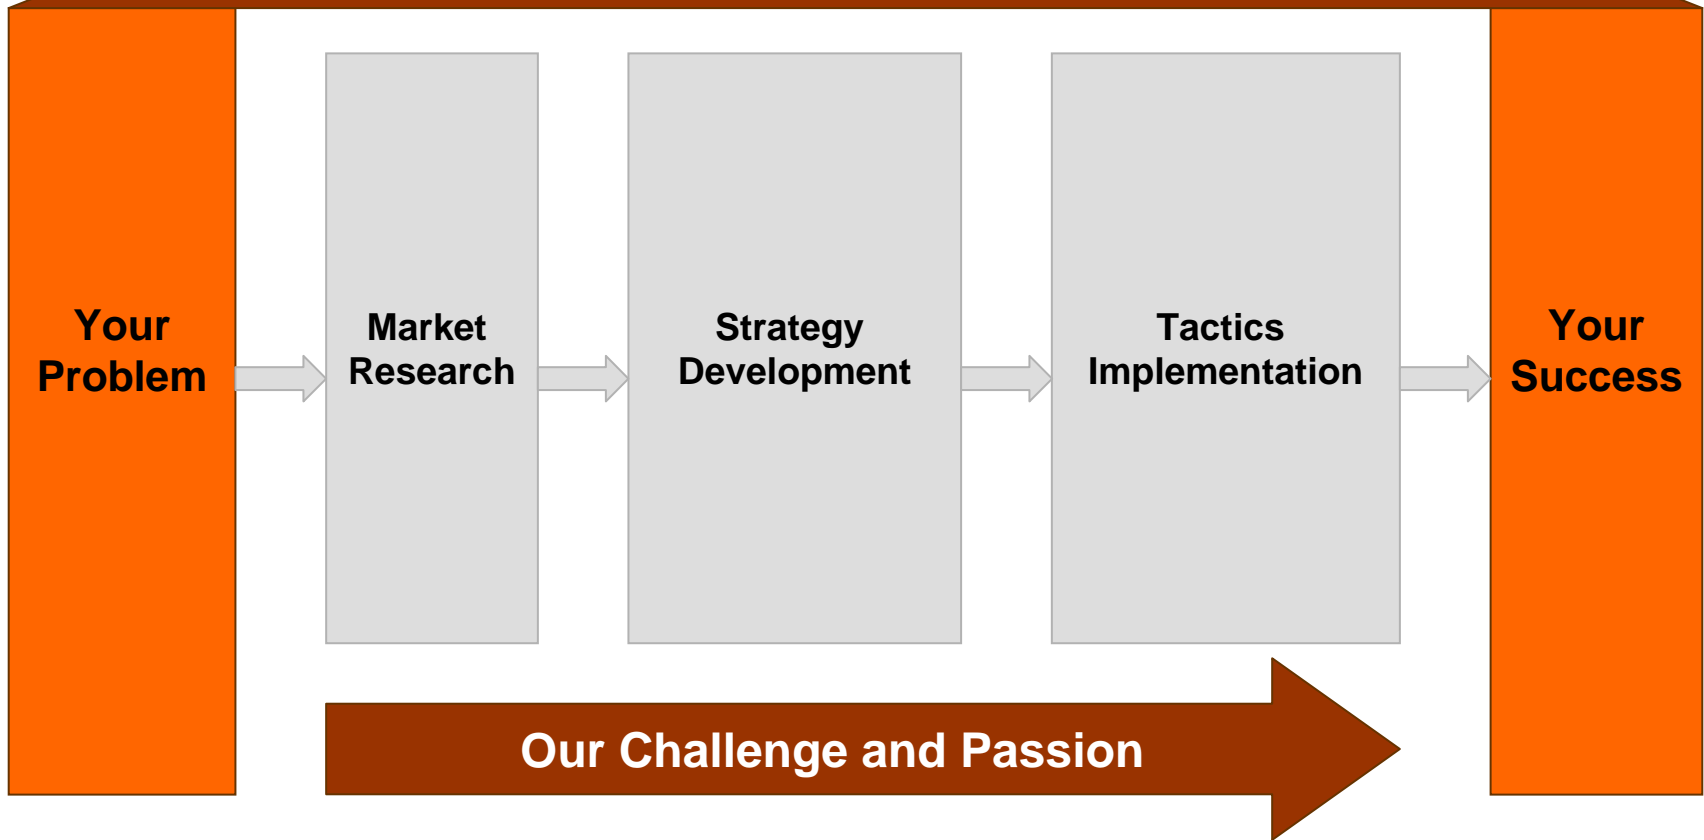 Your
Problem
Market
Research
Strategy
Development
Tactics
Implementation
Your
Success
Our Challenge and Passion